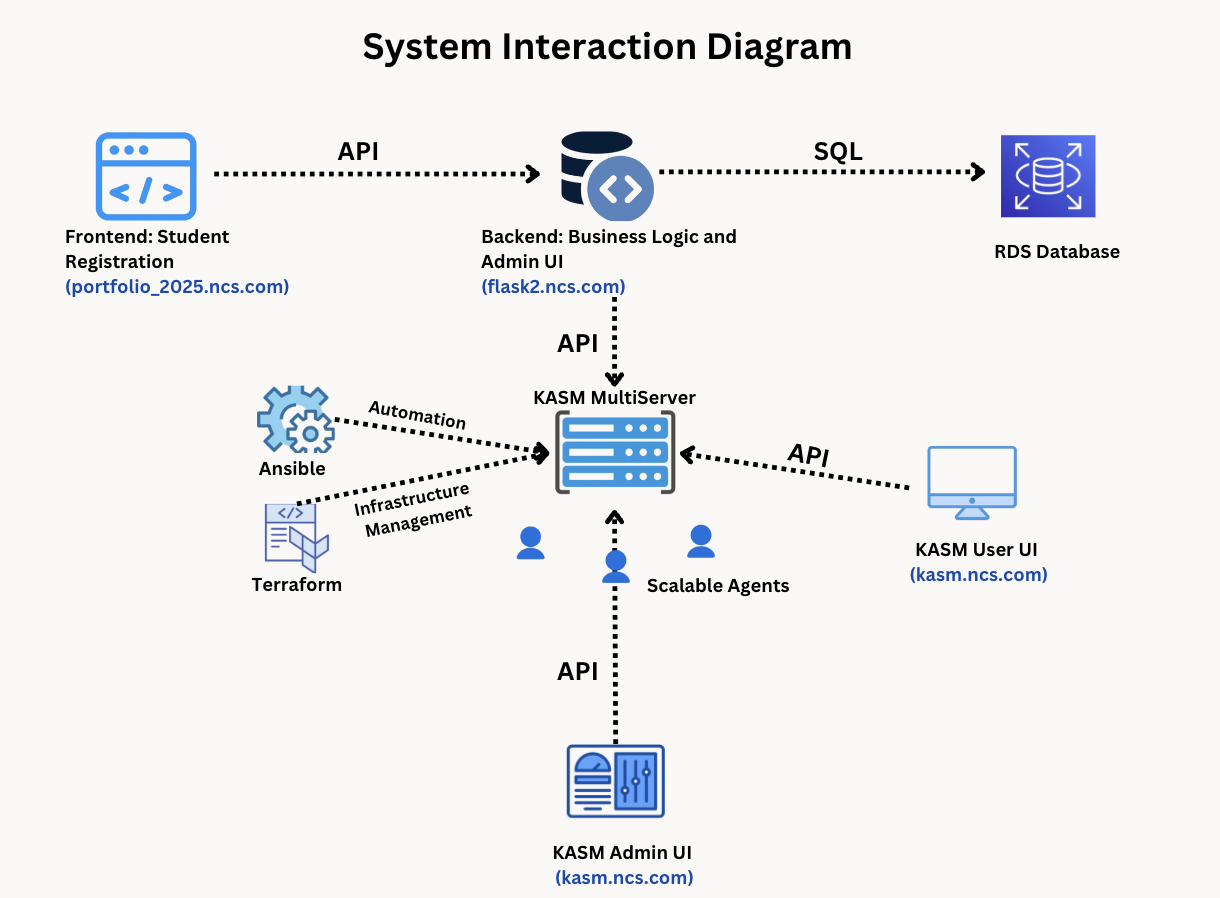 System Interaction Diagram
API
SQL
Frontend: Student
Registration
(portfolio_2025.ncs.com)
Backend: Business Logic and
Admin UI
(flask2.ncs.com)
RDS Database
API
KASM MultiServer
Automation
Ansible
Infrastructure
Management
Terraform
API
KASM User UI
(kasm.ncs.com)
Scalable Agents
API
KASM Admin UI
(kasm.ncs.com)